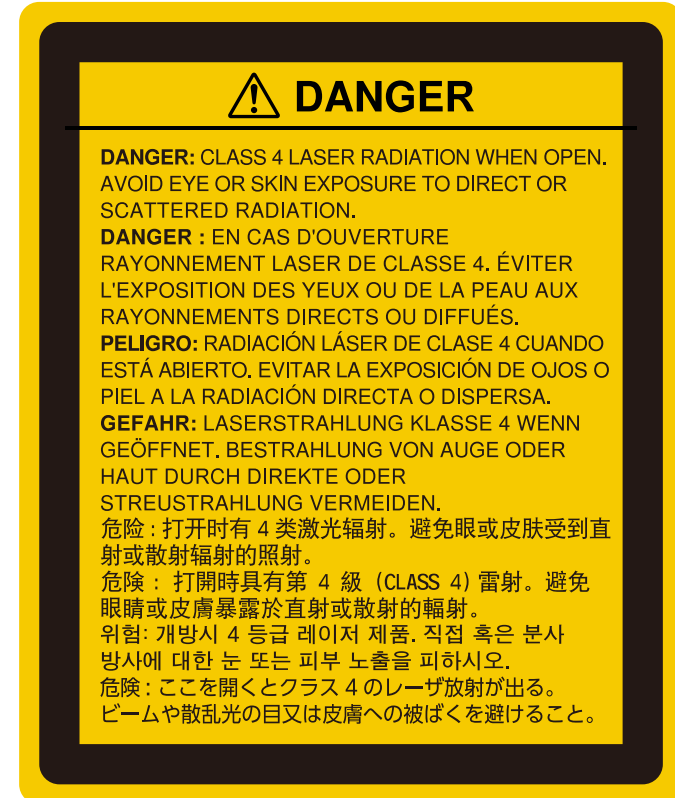 DANGER
DANGER: CLASS 4 LASER RADIATION WHEN OPEN.
AVOID EYE OR SKIN EXPOSURE TO DIRECT OR
SCATTERED RADIATION.
DANGER : EN CAS D'OUVERTURE
RAYONNEMENT LASER DE CLASSE 4. ÉVITER
L'EXPOSITION DES YEUX OU DE LA PEAU AUX
RAYONNEMENTS DIRECTS OU DIFFUÉS.
PELIGRO: RADIACIÓN LÁSER DE CLASE 4 CUANDO
ESTÁ ABIERTO. EVITAR LA EXPOSICIÓN DE OJOS O
PIEL A LA RADIACIÓN DIRECTA O DISPERSA.
GEFAHR: LASERSTRAHLUNG KLASSE 4 WENN
GEÖFFNET. BESTRAHLUNG VON AUGE ODER
HAUT DURCH DIREKTE ODER
STREUSTRAHLUNG VERMEIDEN.
危险 : 打开时有 4 类激光辐射。避免眼或皮肤受到直
射或散射辐射的照射。
危険 : 打開時具有第 4 級 (CLASS 4) 雷射。避免
眼睛或皮膚暴露於直射或散射的輻射。
위험: 개방시 4 등급 레이저 제품. 직접 혹은 분사
방사에 대한 눈 또는 피부 노출을 피하시오.
危険 : ここを開くとクラス 4 のレーザ放射が出る。
ビームや散乱光の目又は皮膚への被ばくを避けること。